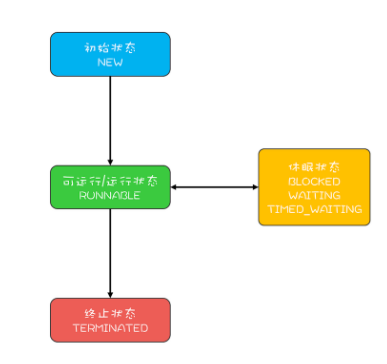 初始状态
NEW
可运行/运行状态
RUNNABLE
休眠状态
BLOCKED
WAITING
TIMED_WAITING
终止状态
TERMINATED